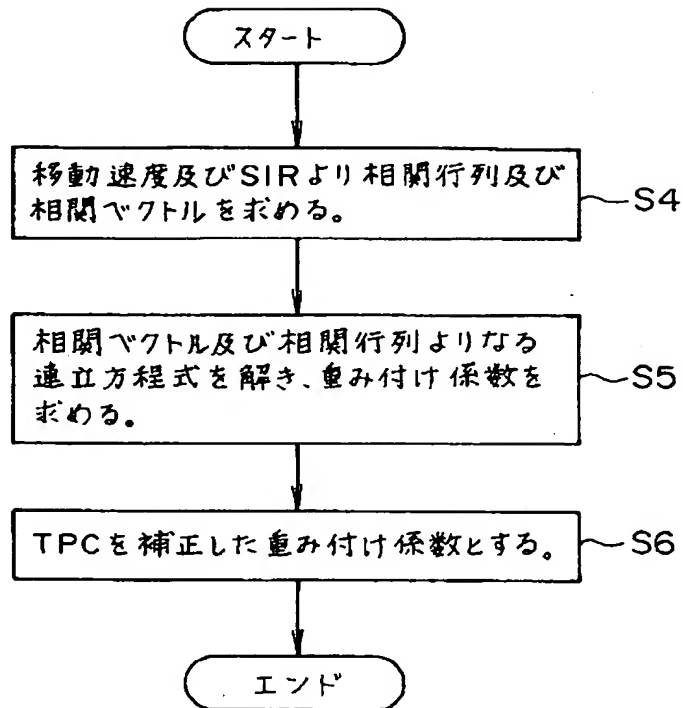 スタート
移動速度及びSIRより相関行列及び
相関ベクトルを求める。
S4
相関ベクトル及び相関行列よりなる
連立方程式を解き、重み付け係数を
求める。
S5
TPCを補正した重み付け係数とする。
S6
エンド